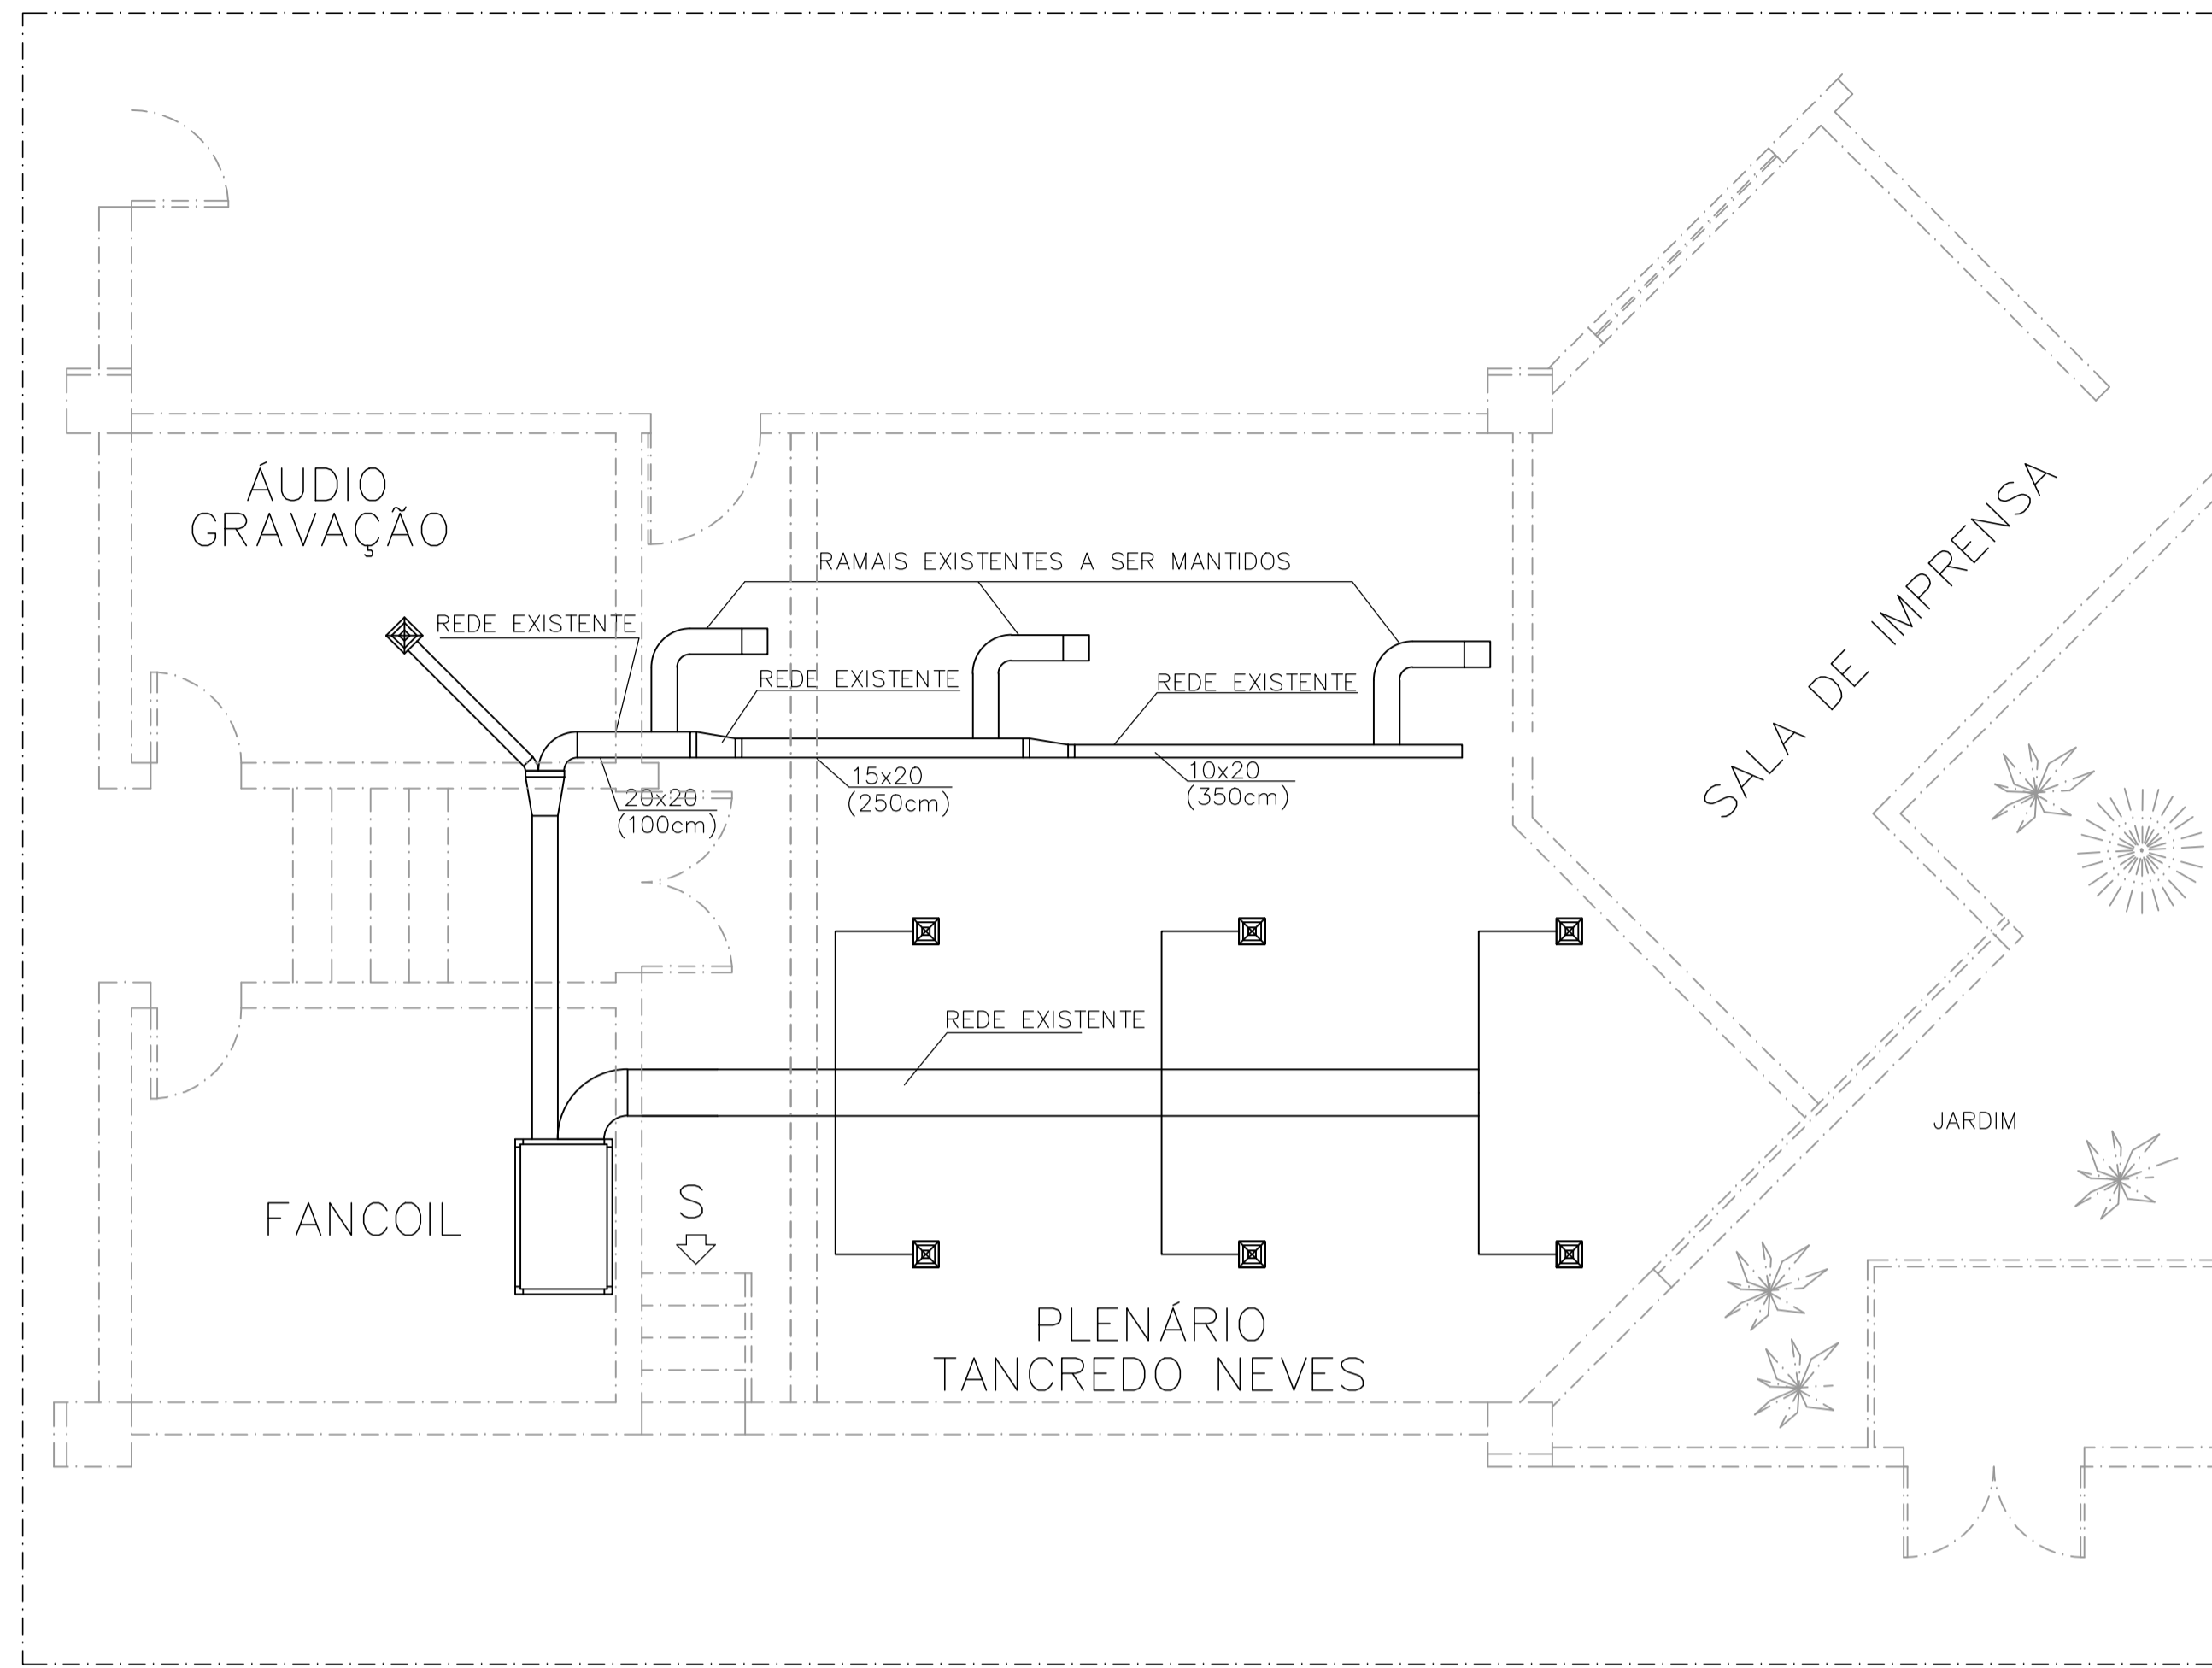 ÁUDIO
GRAVAÇÃO
RAMAIS EXISTENTES A SER MANTIDOS
REDE EXISTENTE
REDE EXISTENTE
REDE EXISTENTE
20x20
(100cm)
15x20
(250cm)
10x20
(350cm)
SALA DE IMPRENSA
REDE EXISTENTE
JARDIM
FANCOIL
S
PLENÁRIO
TANCREDO NEVES